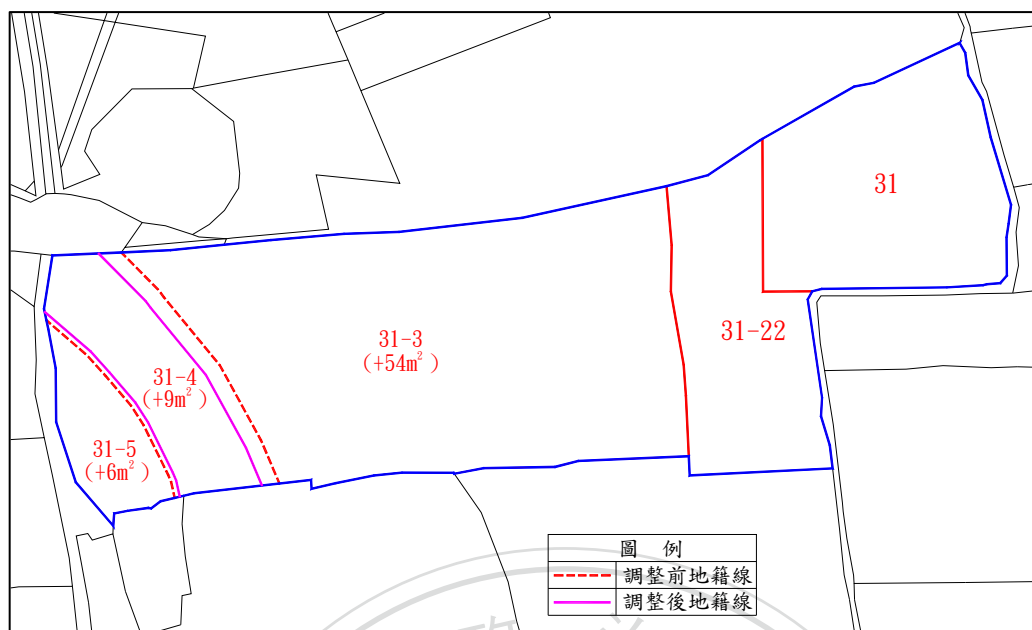 31
31-22
31-3
(+54m²)
31-4
(+9m²)
31-5
(+6m²)
圖 例
調整前地籍線
調整後地籍線